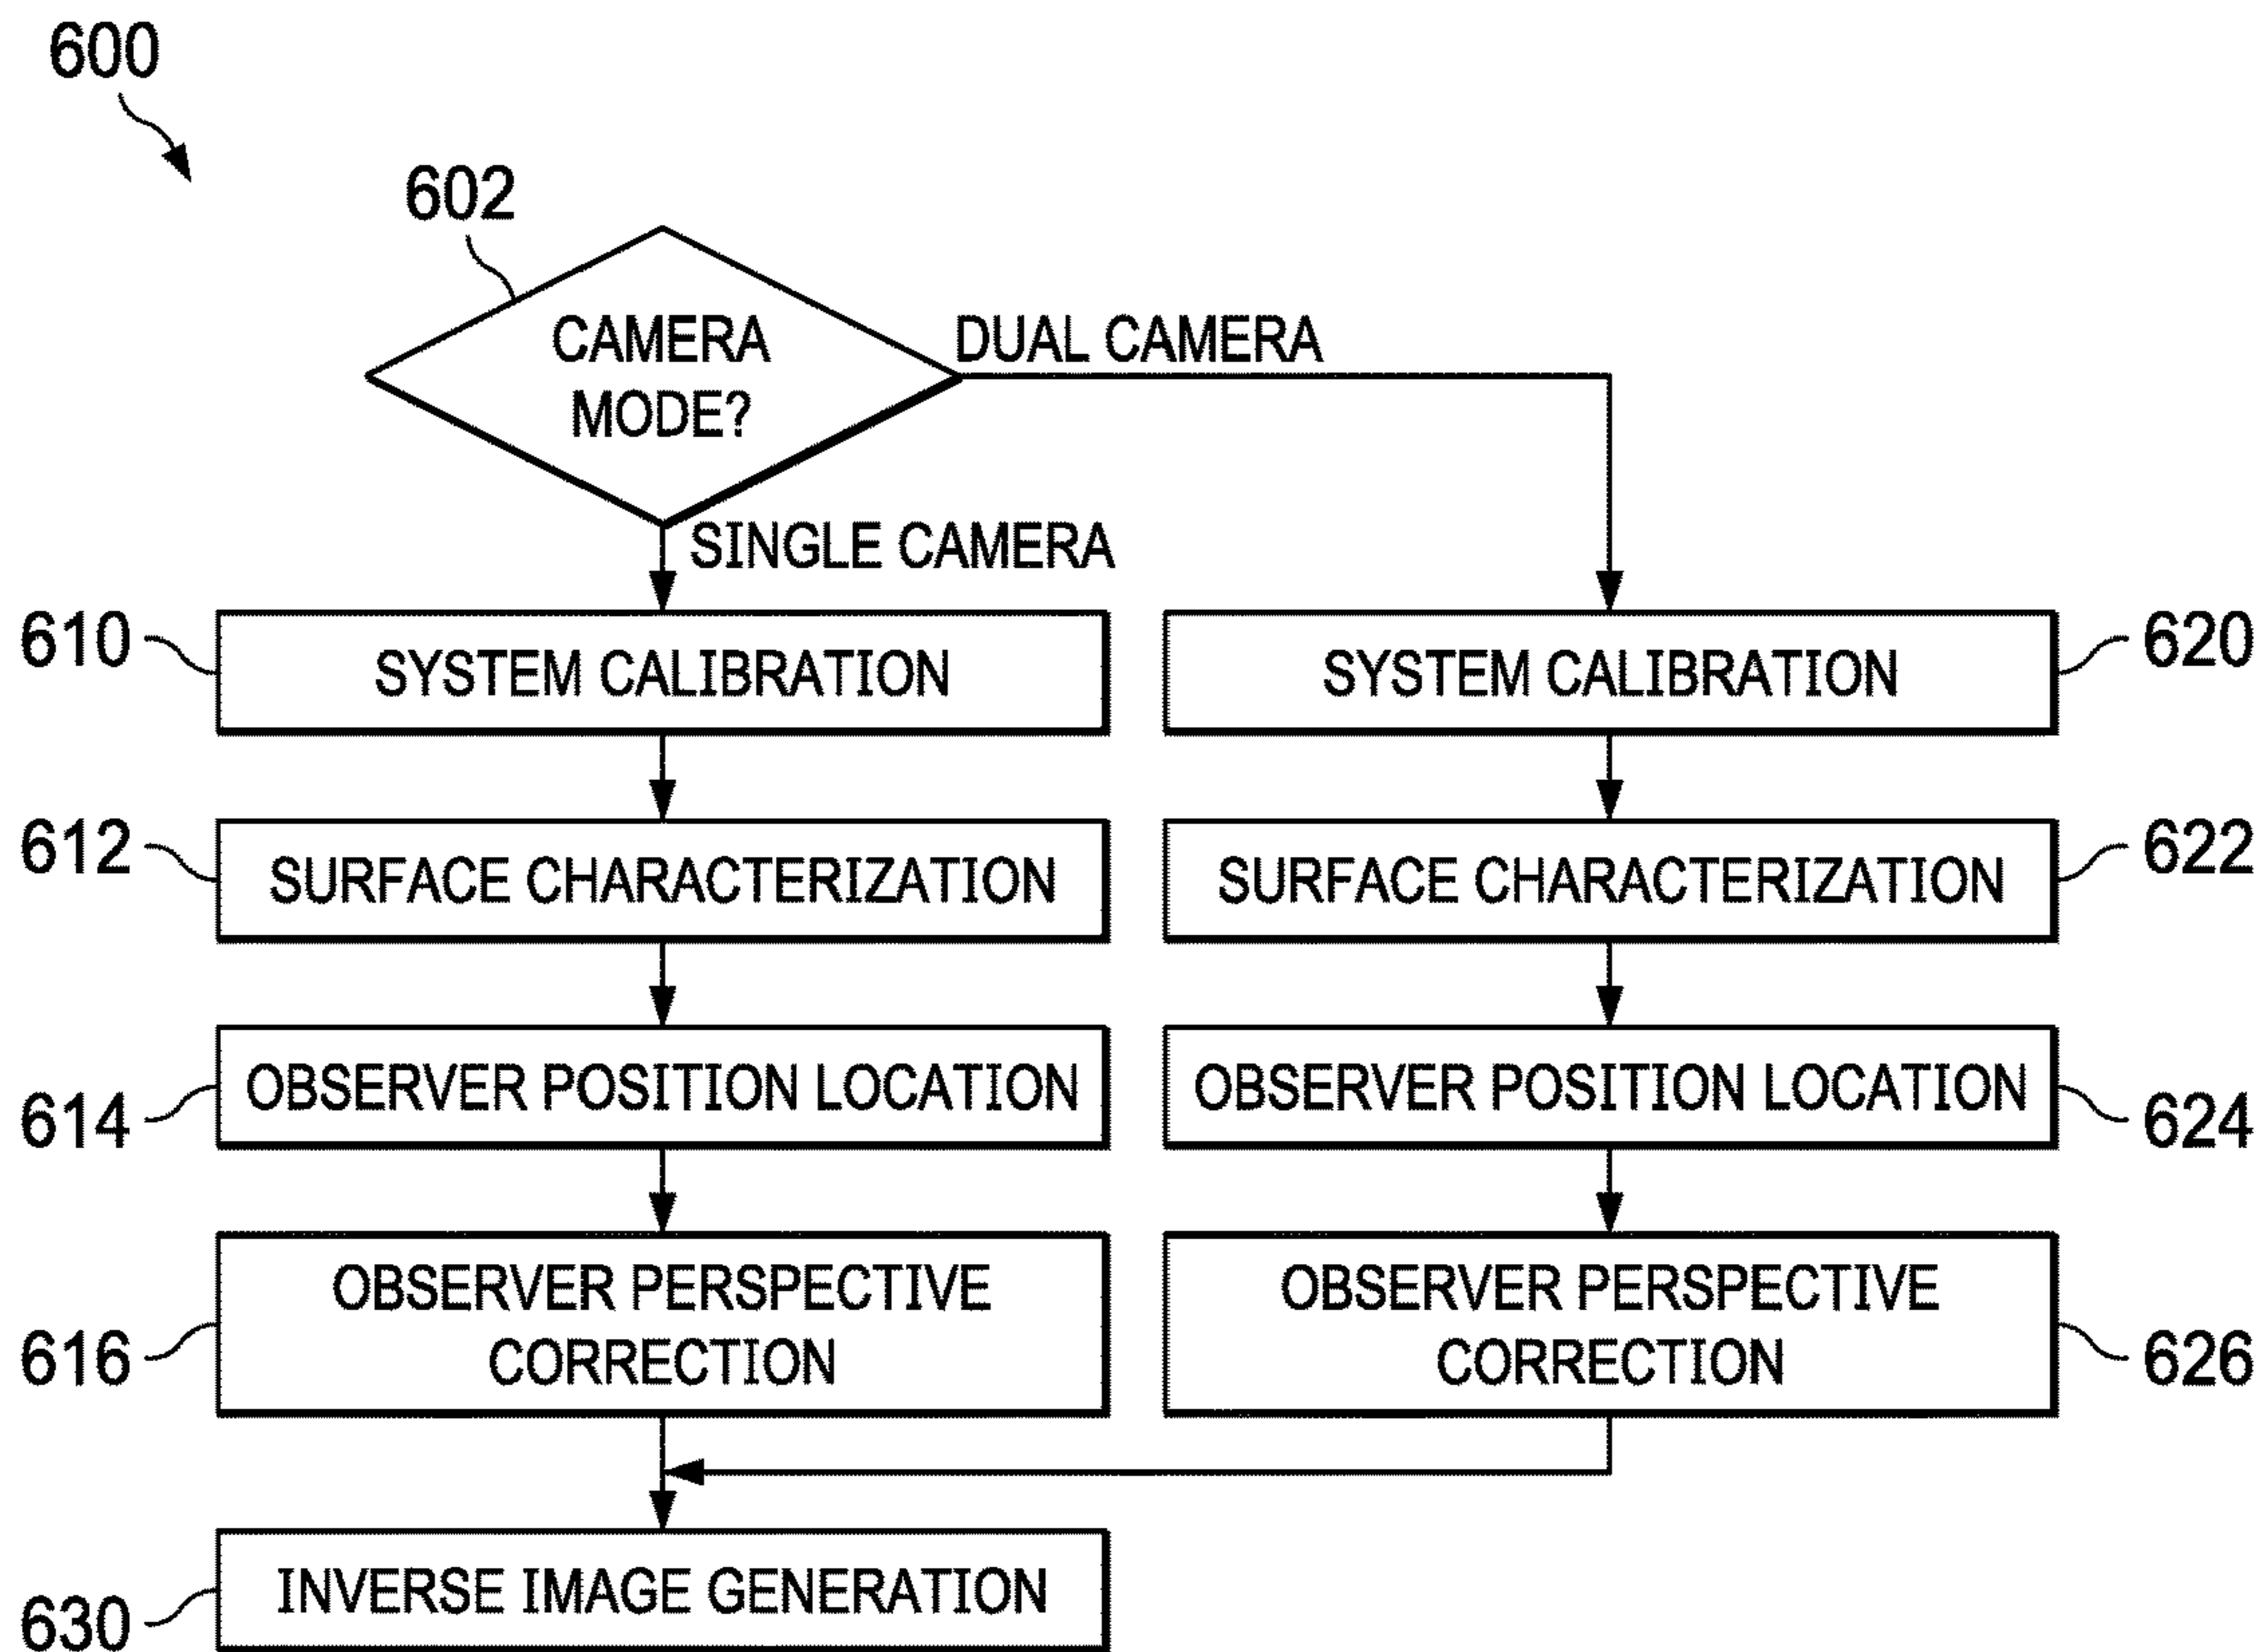 600
602
CAMERA
MODE?
DUAL CAMERA
SINGLE CAMERA
610
SYSTEM CALIBRATION
SYSTEM CALIBRATION
620
612
SURFACE CHARACTERIZATION
SURFACE CHARACTERIZATION
622
614
OBSERVER POSITION LOCATION
OBSERVER POSITION LOCATION
624
616
OBSERVER PERSPECTIVE
CORRECTION
OBSERVER PERSPECTIVE
CORRECTION
626
630
INVERSE IMAGE GENERATION